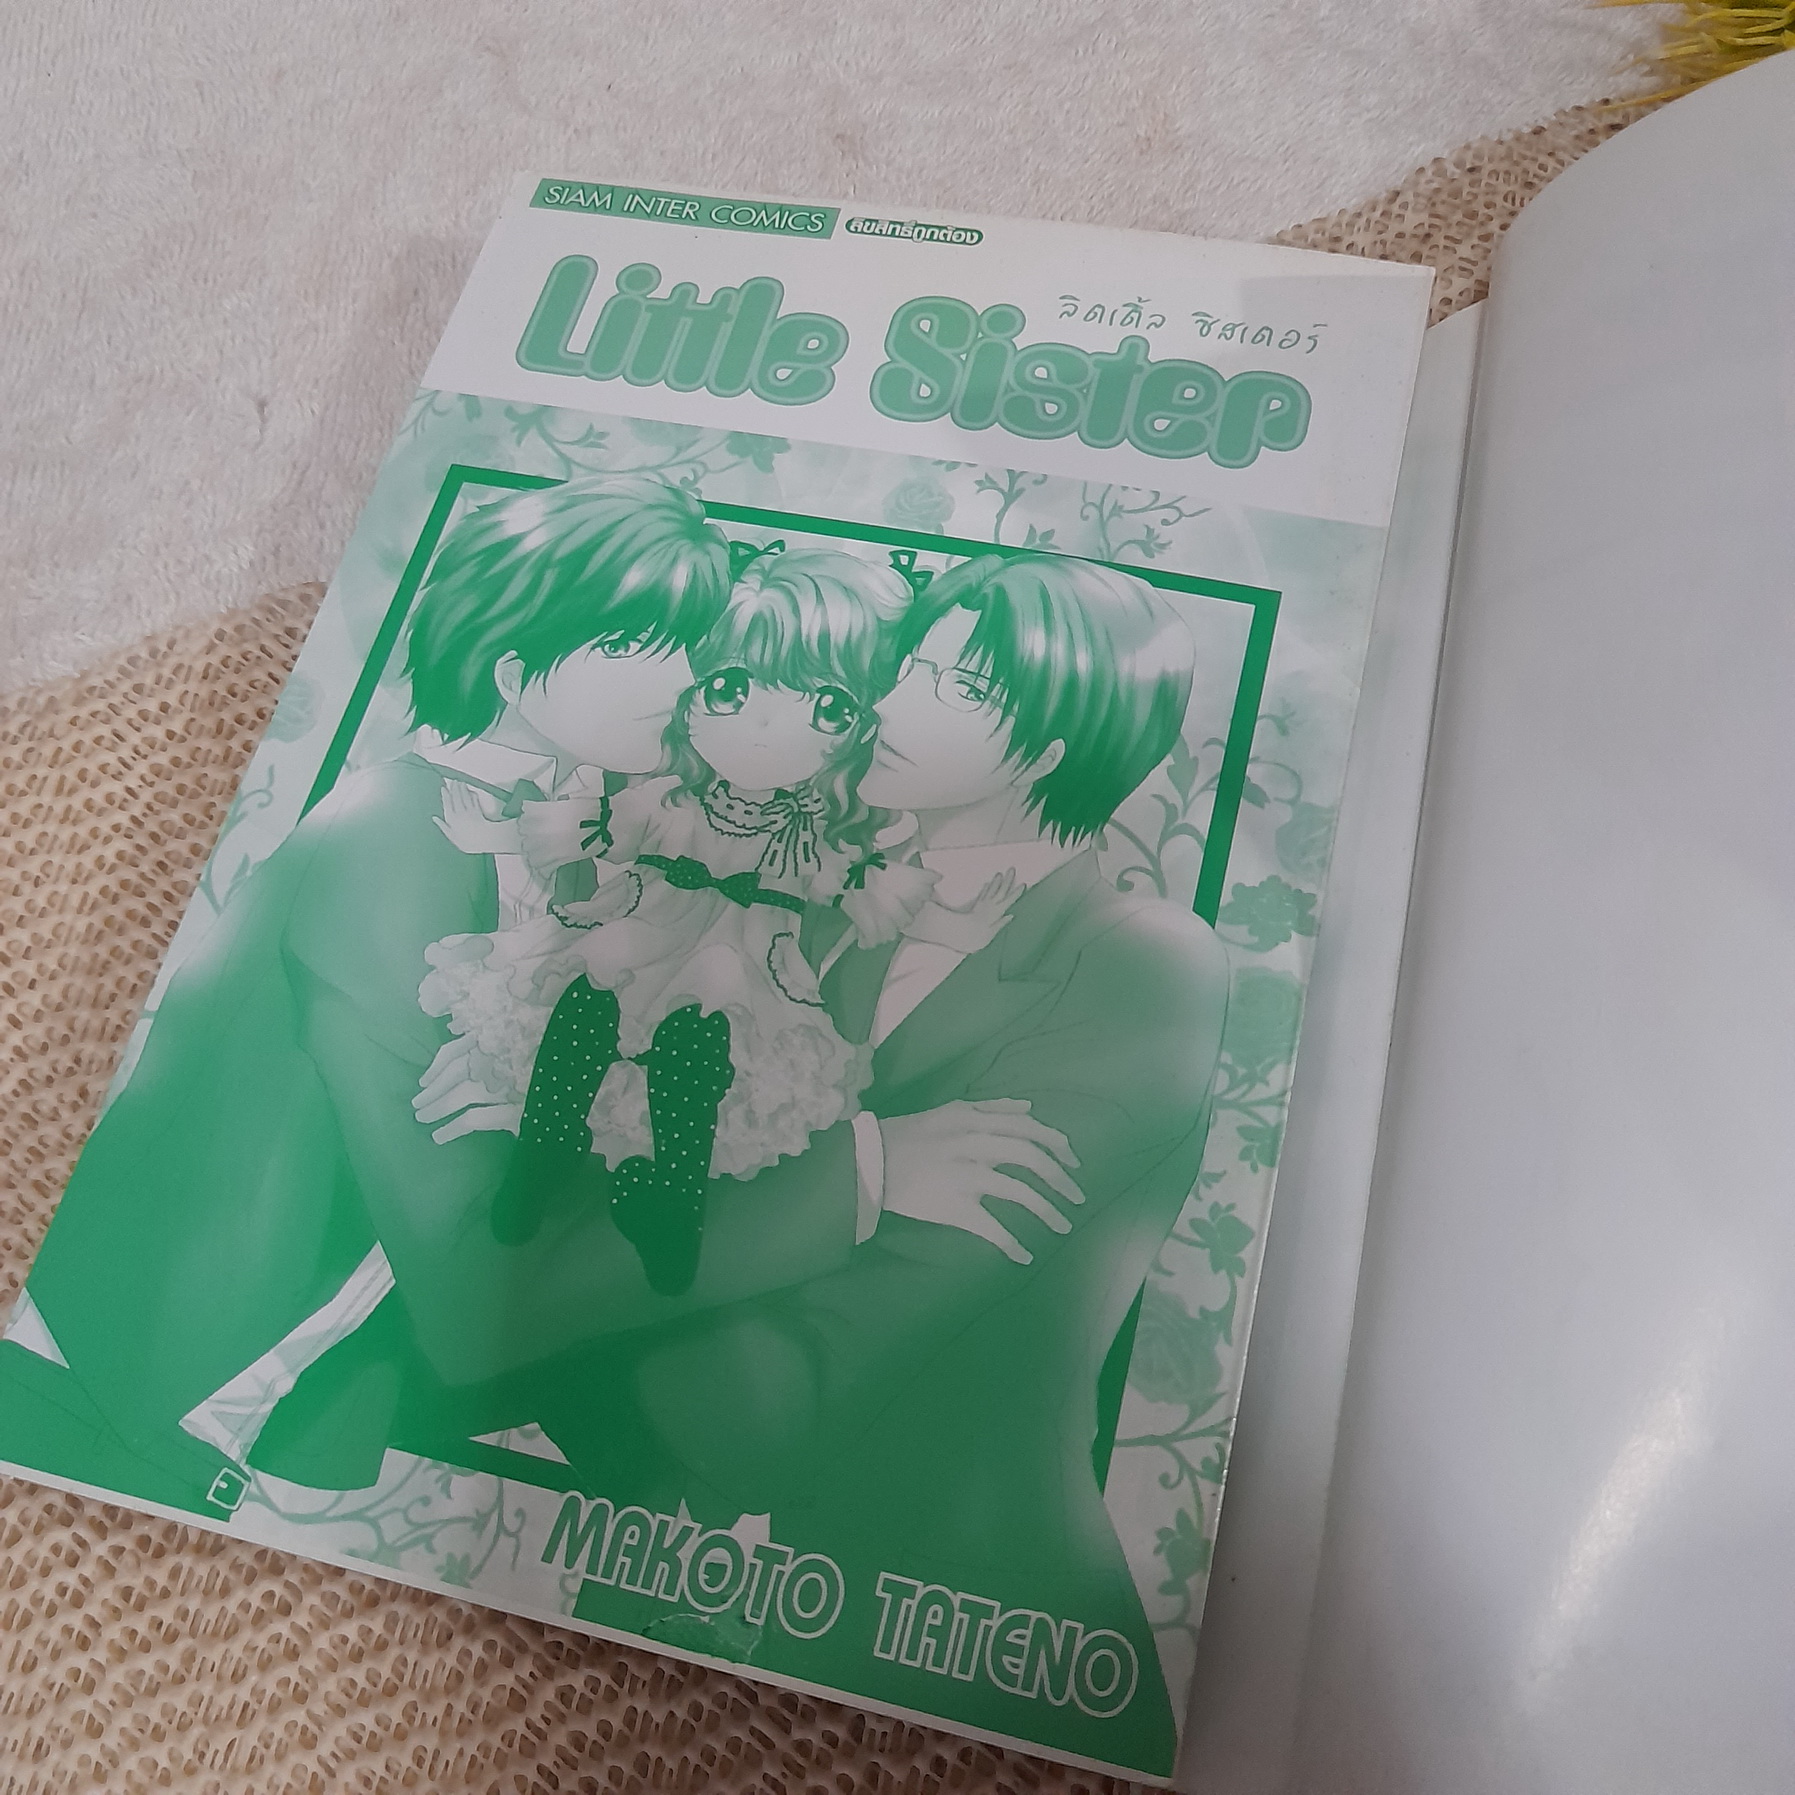 SIAM INTER COMICS ลิขสิทธิ์ถูกต้อง
ลิตเติ้ล ซิสเตอร์
Little Sister
MAKOTO TATENO